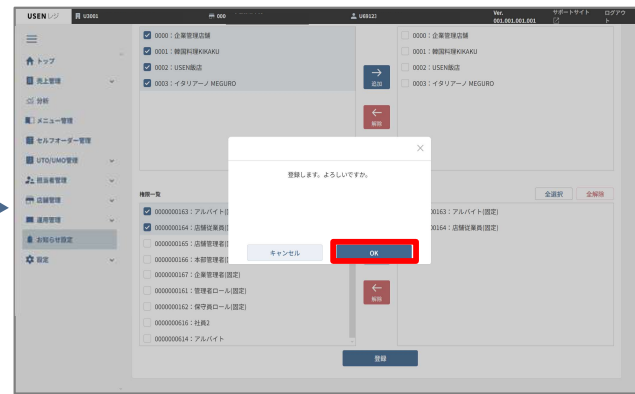 USEN レジ U3001 000 Ver. 001.001.001.001 サポートサイト ログアウト
トップ
売上管理
分析
メニュー管理
セルフオーダー管理
UTO/UMO管理
担当者管理
店舗管理
運用管理
お知らせ設定
設定
0000：企業管理店舗
0001：韓国料理KIKAKU
0002：USEN飯店
0003：イタリアーノ MEGURO
追加
解除
0000：企業管理店舗
0001：韓国料理KIKAKU
0002：USEN飯店
0003：イタリアーノ MEGURO
登録します。よろしいですか。
キャンセル
OK
権限一覧
全選択
全解除
0000000163：アルバイト(
0000000164：店舗従業員(
0000000165：店舗管理者(
0000000166：本部管理者(
0000000167：企業管理者(固定)
0000000161：管理者ロール(固定)
0000000162：保守員ロール(固定)
0000000616：社員2
0000000614：アルバイト
解除
00163：アルバイト(固定)
00164：店舗従業員(固定)
登録